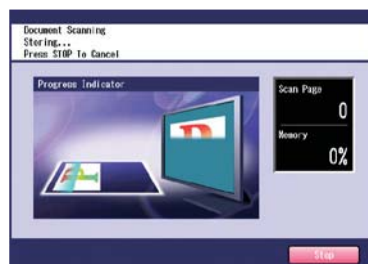 Document Scanning
Storing...
Press STOP To Cancel
Progress Indicator
Scan Page
0
Memory
0%
Stop